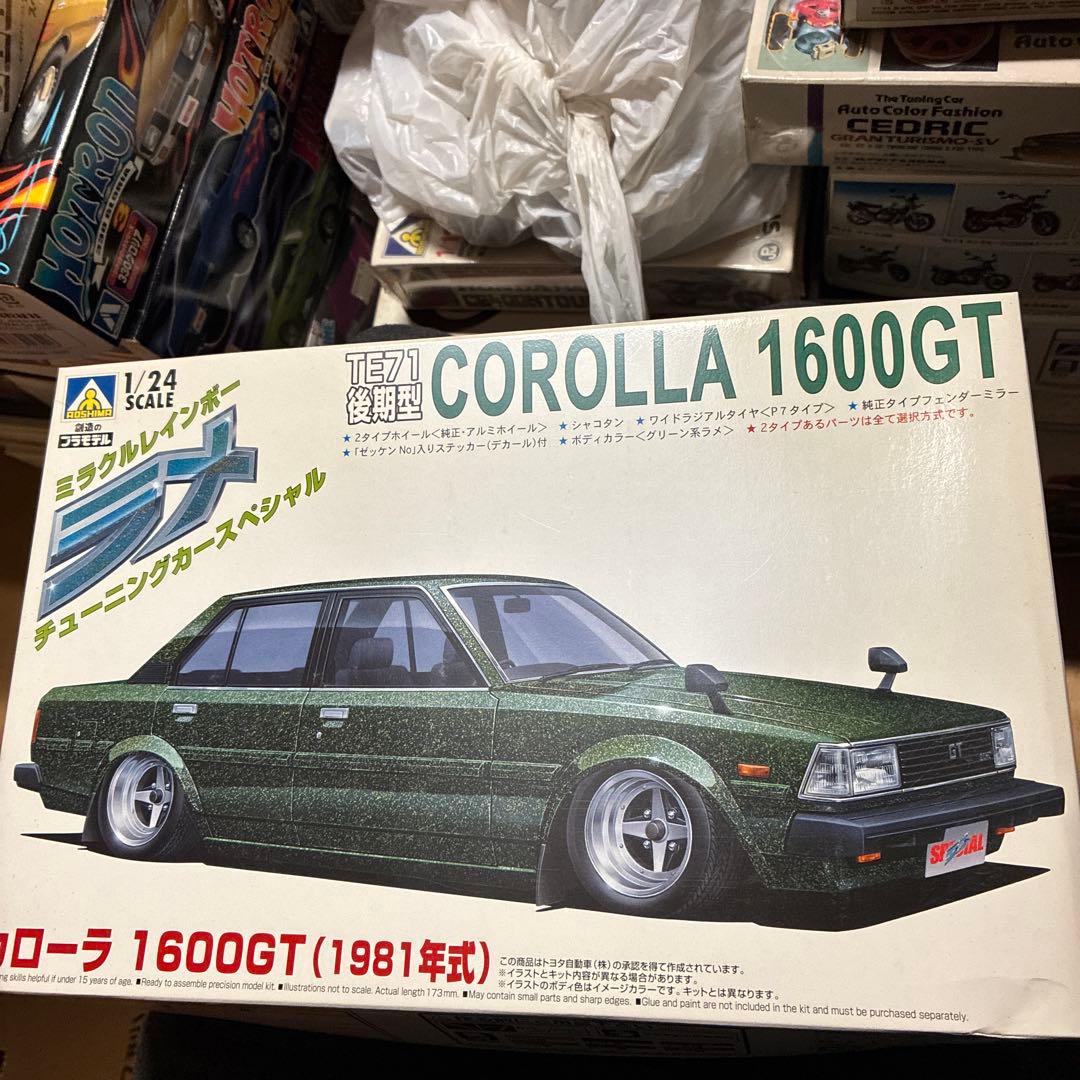 HOT ROD
HOT ROD
The Tuning Car
Auto Color Fashion
CEDRIC
GRAN TURISMO-SV
AOSHIMA
創造の
プラモデル
1/24
SCALE
TE71
後期型
COROLLA 1600GT
★ 2タイプホイール<純正・アルミホイール> ★ シャコタン ★ ワイドラジアルタイヤ<P7タイプ> ★ 純正タイプフェンダーミラー
★「ゼッケンNo」入りステッカー(デカール)付 ★ ボディカラー<グリーン系ラメ> ★ 2タイプあるパーツは全て選択方式です。
ミラクルレインボー
ラメ
チューニングカースペシャル
GT
カローラ 1600GT(1981年式)
この商品はトヨタ自動車(株)の承認を得て作成されています。
※イラストとキット内容が異なる場合があります。
※イラストのボディ色はイメージカラーです。キットとは異なります。
ing skills helpful if under 15 years of age. ■Ready to assemble precision model kit. ■Illustrations not to scale. Actual length 173mm. ■May contain small parts and sharp edges. ■Glue and paint are not included in the kit and must be purchased separately.